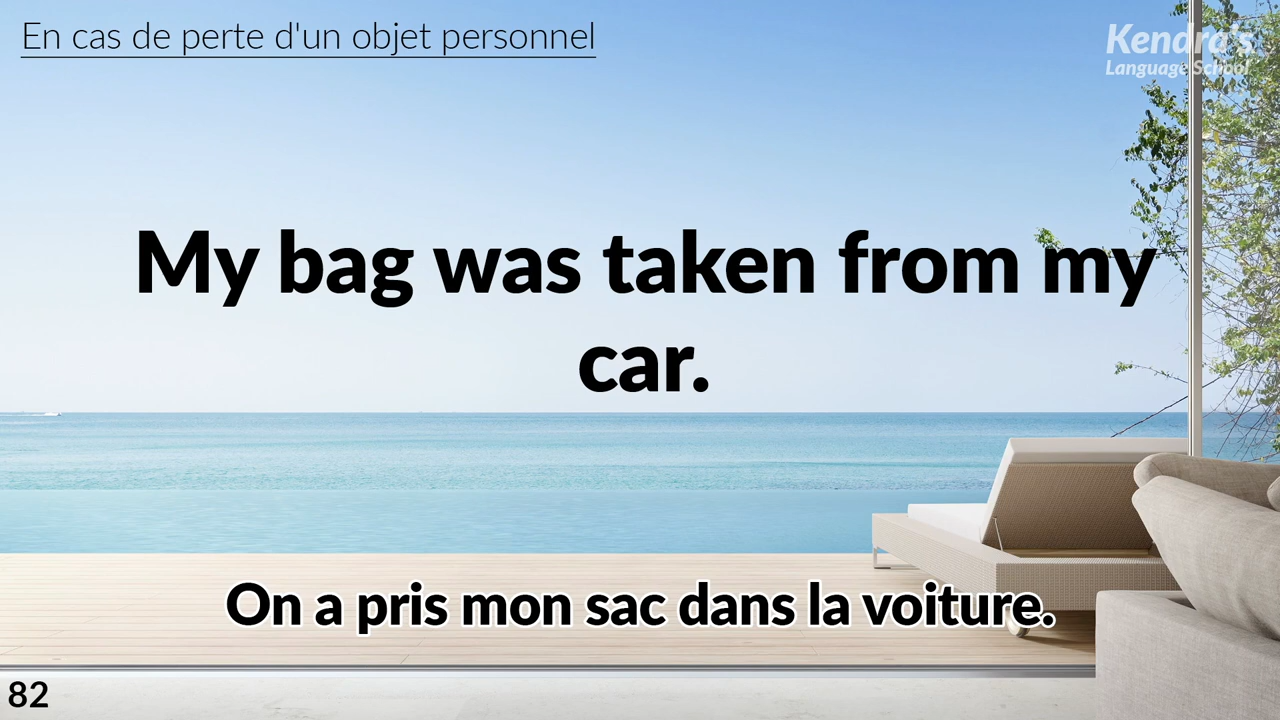 En cas de perte d'un objet personnel
Kendra's
Language School
My bag was taken from my
car.
On a pris mon sac dans la voiture.
82